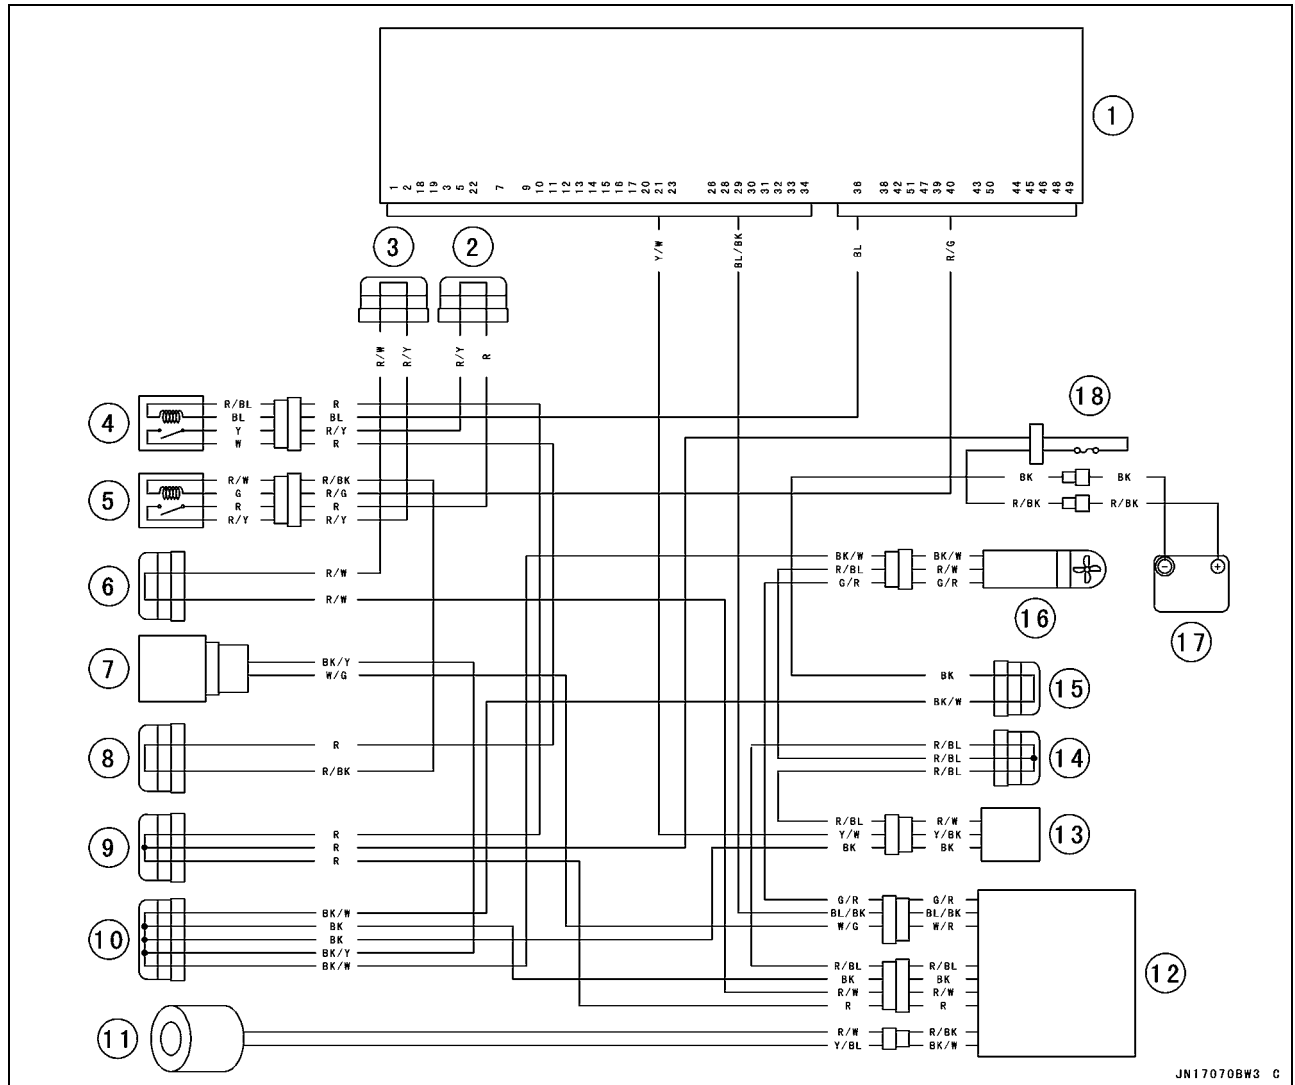 1
1 2 18 19 3 5 22 7 9 10 11 12 13 14 15 16 17 20 21 23 26 28 29 30 31 32 33 34 36 38 42 51 47 39 40 43 50 44 45 46 48 49
3 2
Y/W BL/BK BL R/G
R/W R/Y R/Y R
18
4
R/BL R
BL BL
Y R/Y
W R
BK BK
5
R/W R/BK
G R/G
R R
R/Y R/Y
R/BK R/BK
BK/W BK/W
R/BL R/W
G/R G/R
- +
6
R/W
R/W
16
17
7
BK/Y
W/G
BK
BK/W
15
8
R
R/BK
R/BL
R/BL
R/BL
14
9
R
R
R
R/BL R/W
Y/W Y/BK
BK BK
13
10
BK/W
BK
BK
BK/Y
BK/W
G/R G/R
BL/BK BL/BK
W/G W/R
R/BL R/BL
BK BK
R/W R/W
R R
12
11
R/W R/BK
Y/BL BK/W
JN17070BW3 C